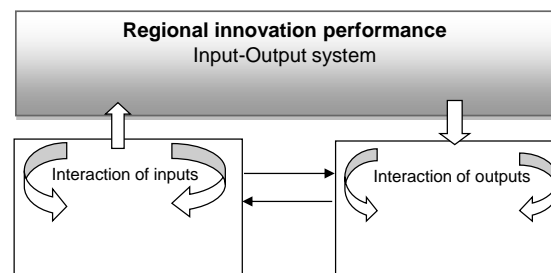 Regional innovation performance
Input-Output system
Interaction of inputs
Interaction of outputs